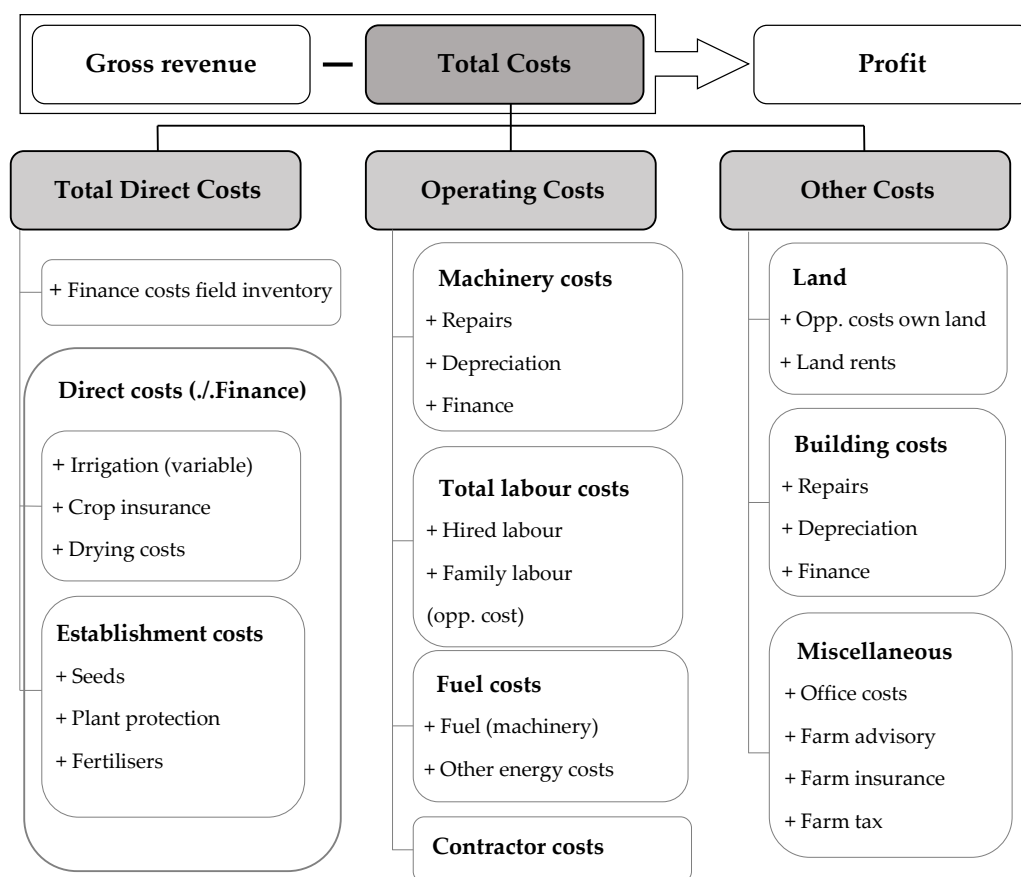 Gross revenue
Total Costs
Profit
Total Direct Costs
+ Finance costs field inventory
Direct costs (./.Finance)
+ Irrigation (variable)
+ Crop insurance
+ Drying costs
Establishment costs
+ Seeds
+ Plant protection
+ Fertilisers
Operating Costs
Machinery costs
+ Repairs
+ Depreciation
+ Finance
Total labour costs
+ Hired labour
+ Family labour
(opp. cost)
Fuel costs
+ Fuel (machinery)
+ Other energy costs
Contractor costs
Other Costs
Land
+ Opp. costs own land
+ Land rents
Building costs
+ Repairs
+ Depreciation
+ Finance
Miscellaneous
+ Office costs
+ Farm advisory
+ Farm insurance
+ Farm tax